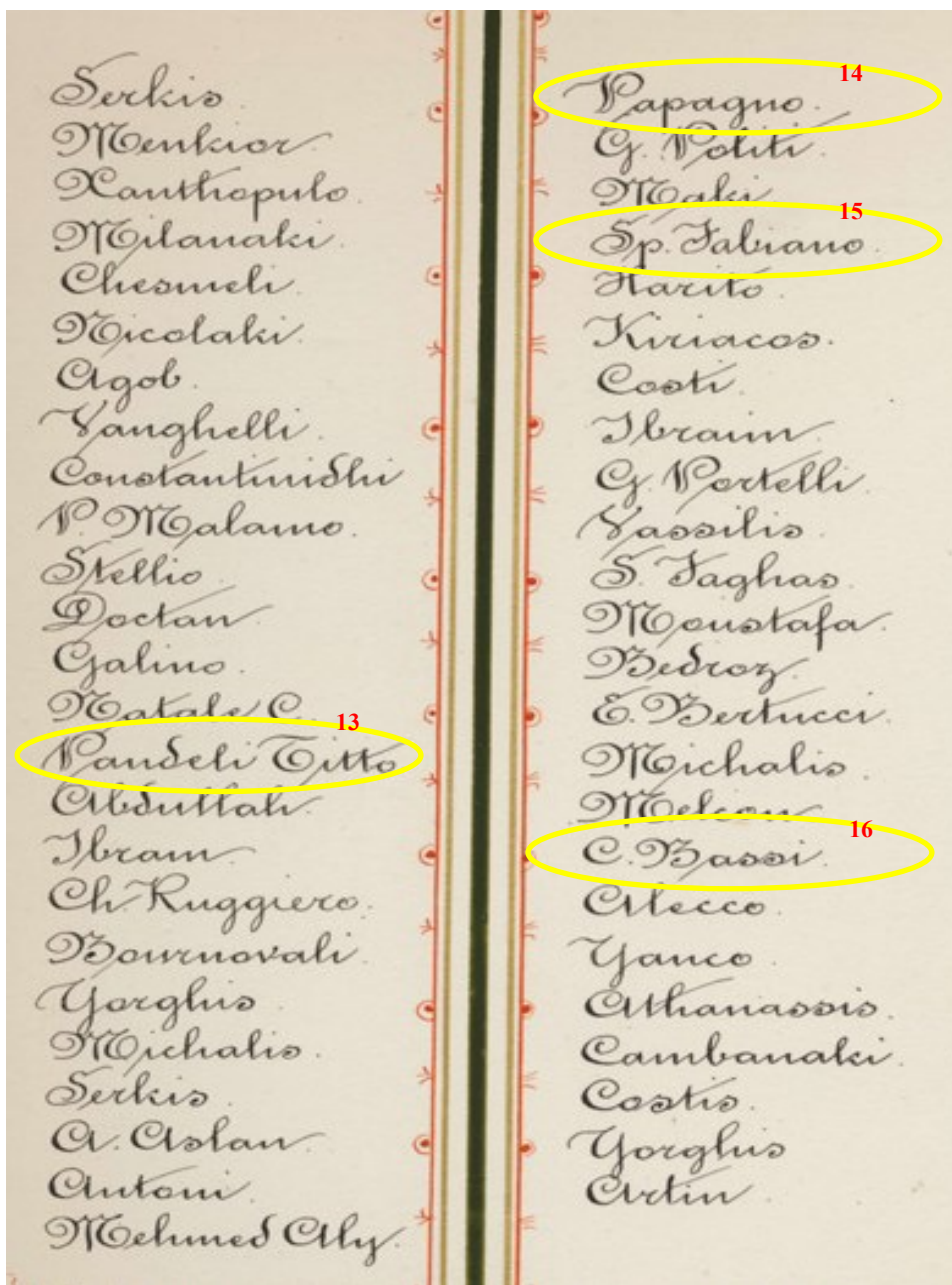 Serkis.
Menkior.
Xanthopulo.
Milanaki.
Chesmeli.
Nicolaki.
Agob.
Vanghelli.
Constantinidhi
P. Malamo.
Stellio.
Doctan.
Galino.
Natale C.
13
Pandeli Titto
Abdullah.
Ibram
Ch. Ruggiero.
Bournovali.
Yorghis.
Michalis.
Serkis.
A. Aslan
Antoni.
Mehmed Aly.
14
Papagno.
G. Politi.
Maki
15
Sp. Fabiano.
Harito.
Kiriacos.
Costi.
Ibraim.
G. Portelli.
Vassilis.
S. Faghas.
Moustafa.
Bedroz.
E. Bertucci.
Michalis.
Melcon
16
C. Bassi.
Alecco.
Yanco.
Athanassis.
Cambanaki.
Costis.
Yorghis
Artin.